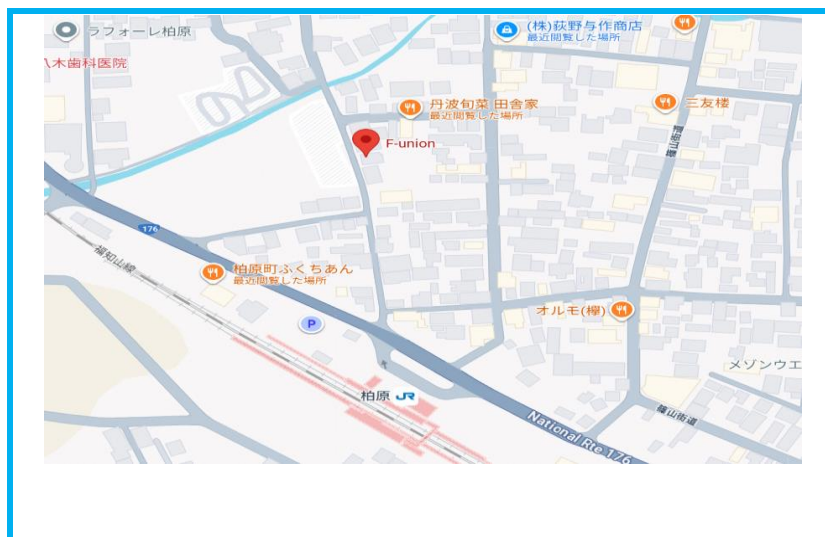 ラフォーレ柏原
(株)荻野与作商店
最近閲覧した場所
八木歯科医院
丹波旬菜 田舎家
最近閲覧した場所
三友楼
F-union
篠山街道
176
福知山線
柏原町ふくちあん
最近閲覧した場所
P
オルモ(欅)
メゾンウエ
柏原 JR
篠山街道
National Rte 176